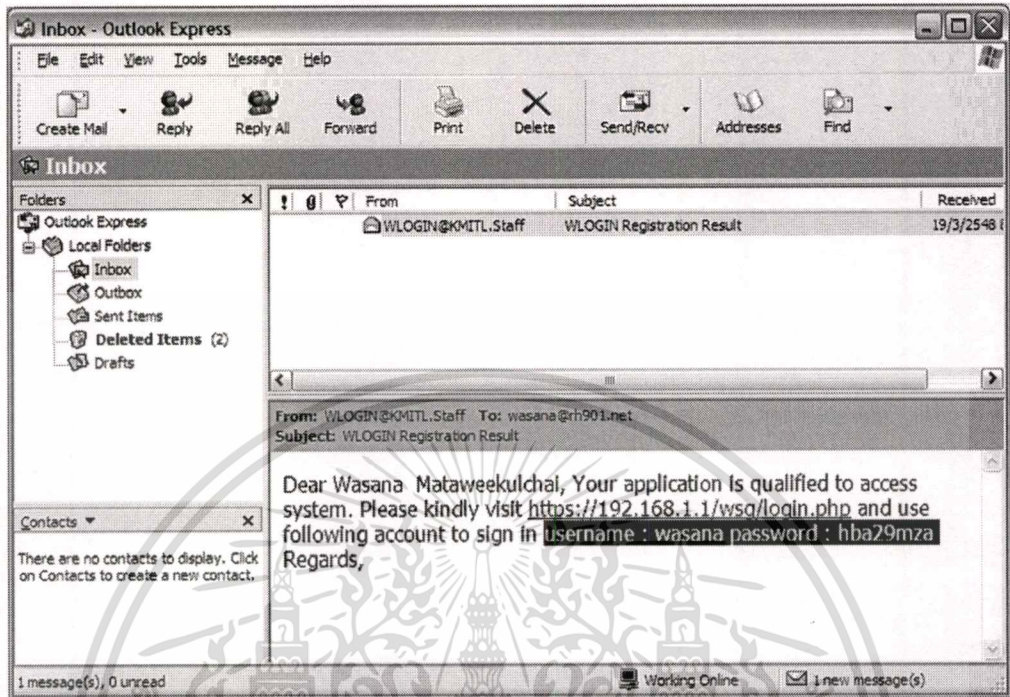 Inbox - Outlook Express
File Edit View Tools Message Help
Create Mail Reply Reply All Forward Print Delete Send/Recv Addresses Find
Inbox
Folders
Outlook Express
Local Folders
Inbox
Outbox
Sent Items
Deleted Items (2)
Drafts
! From Subject Received
WLOGIN@KMITL.Staff WLOGIN Registration Result 19/3/2548
From: WLOGIN@KMITL.Staff To: wasana@rh901.net
Subject: WLOGIN Registration Result
Dear Wasana Mataweekulchai, Your application is qualified to access
system. Please kindly visit https://192.168.1.1/wsg/login.php and use
following account to sign in username : wasana password : hba29mza
Regards,
Contacts
There are no contacts to display. Click
on Contacts to create a new contact.
1 message(s), 0 unread Working Online 1 new message(s)